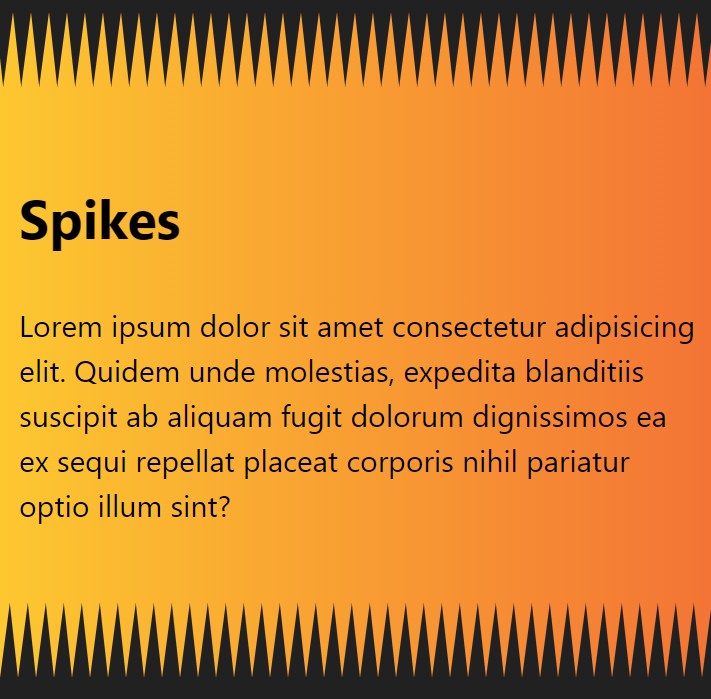 Spikes
Lorem ipsum dolor sit amet consectetur adipisicing
elit. Quidem unde molestias, expedita blanditiis
suscipit ab aliquam fugit dolorum dignissimos ea
ex sequi repellat placeat corporis nihil pariatur
optio illum sint?